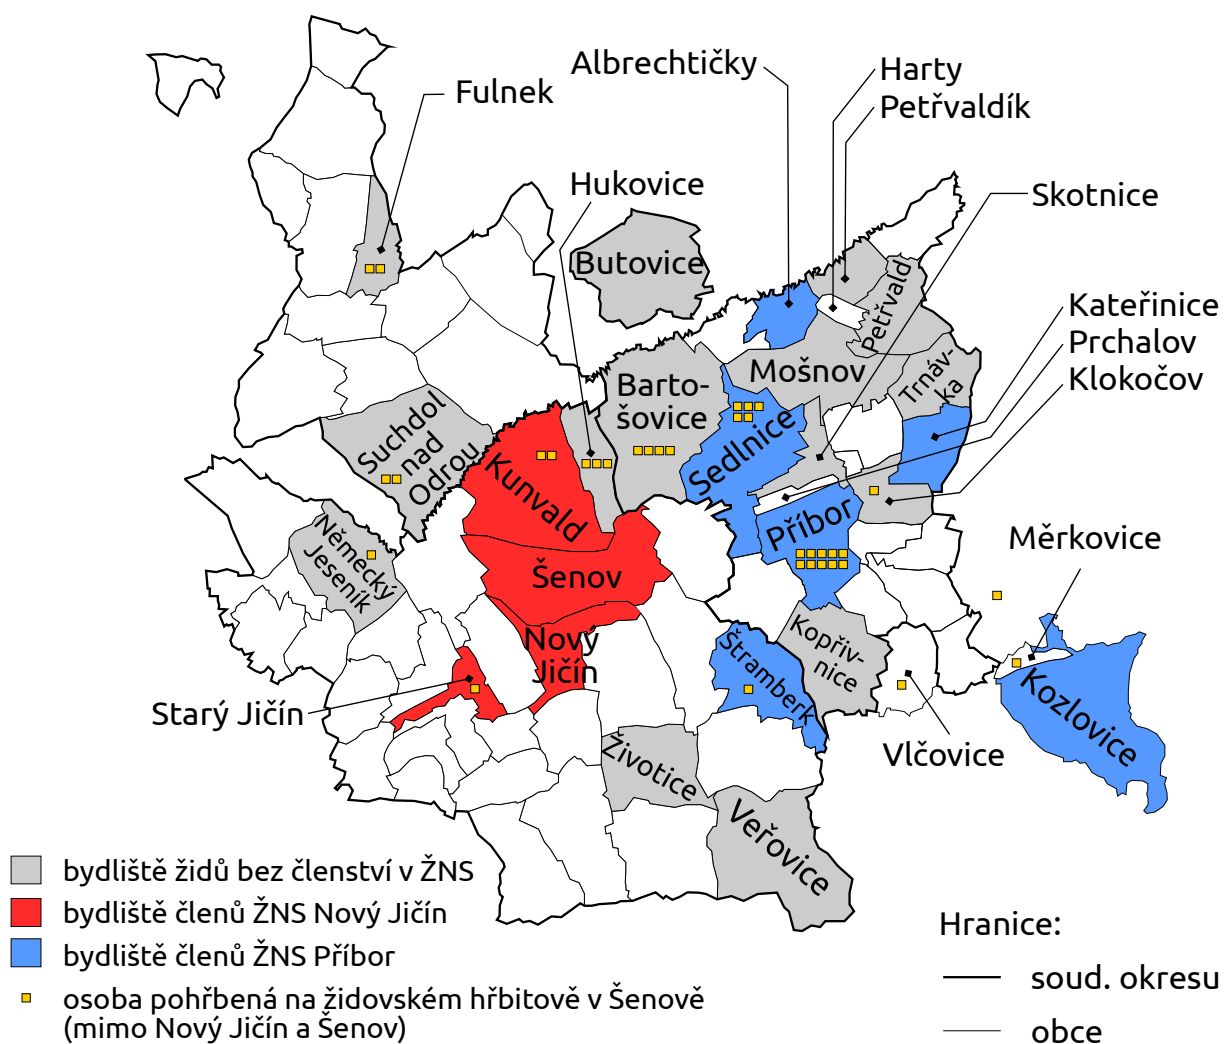 Albrechtičky
Harty
Fulnek
Petřvaldík
Hukovice
Skotnice
Butovice
Petřvald
Kateřinice
Prchalov
Klokočov
Mošnov
Trnáv-
ka
Barto-
šovice
Suchdol
nad
Odrou
Sedlnice
Kunvald
Příbor
Německý
Jeseník
Měrkovice
Šenov
Nový
Jičín
Kopřiv-
nice
Štramberk
Starý Jičín
Kozlovice
Vlčovice
Životice
Veřovice
bydliště židů bez členství v ŽNS
bydliště členů ŽNS Nový Jičín
bydliště členů ŽNS Příbor
osoba pohřbená na židovském hřbitově v Šenově
(mimo Nový Jičín a Šenov)
Hranice:
soud. okresu
obce